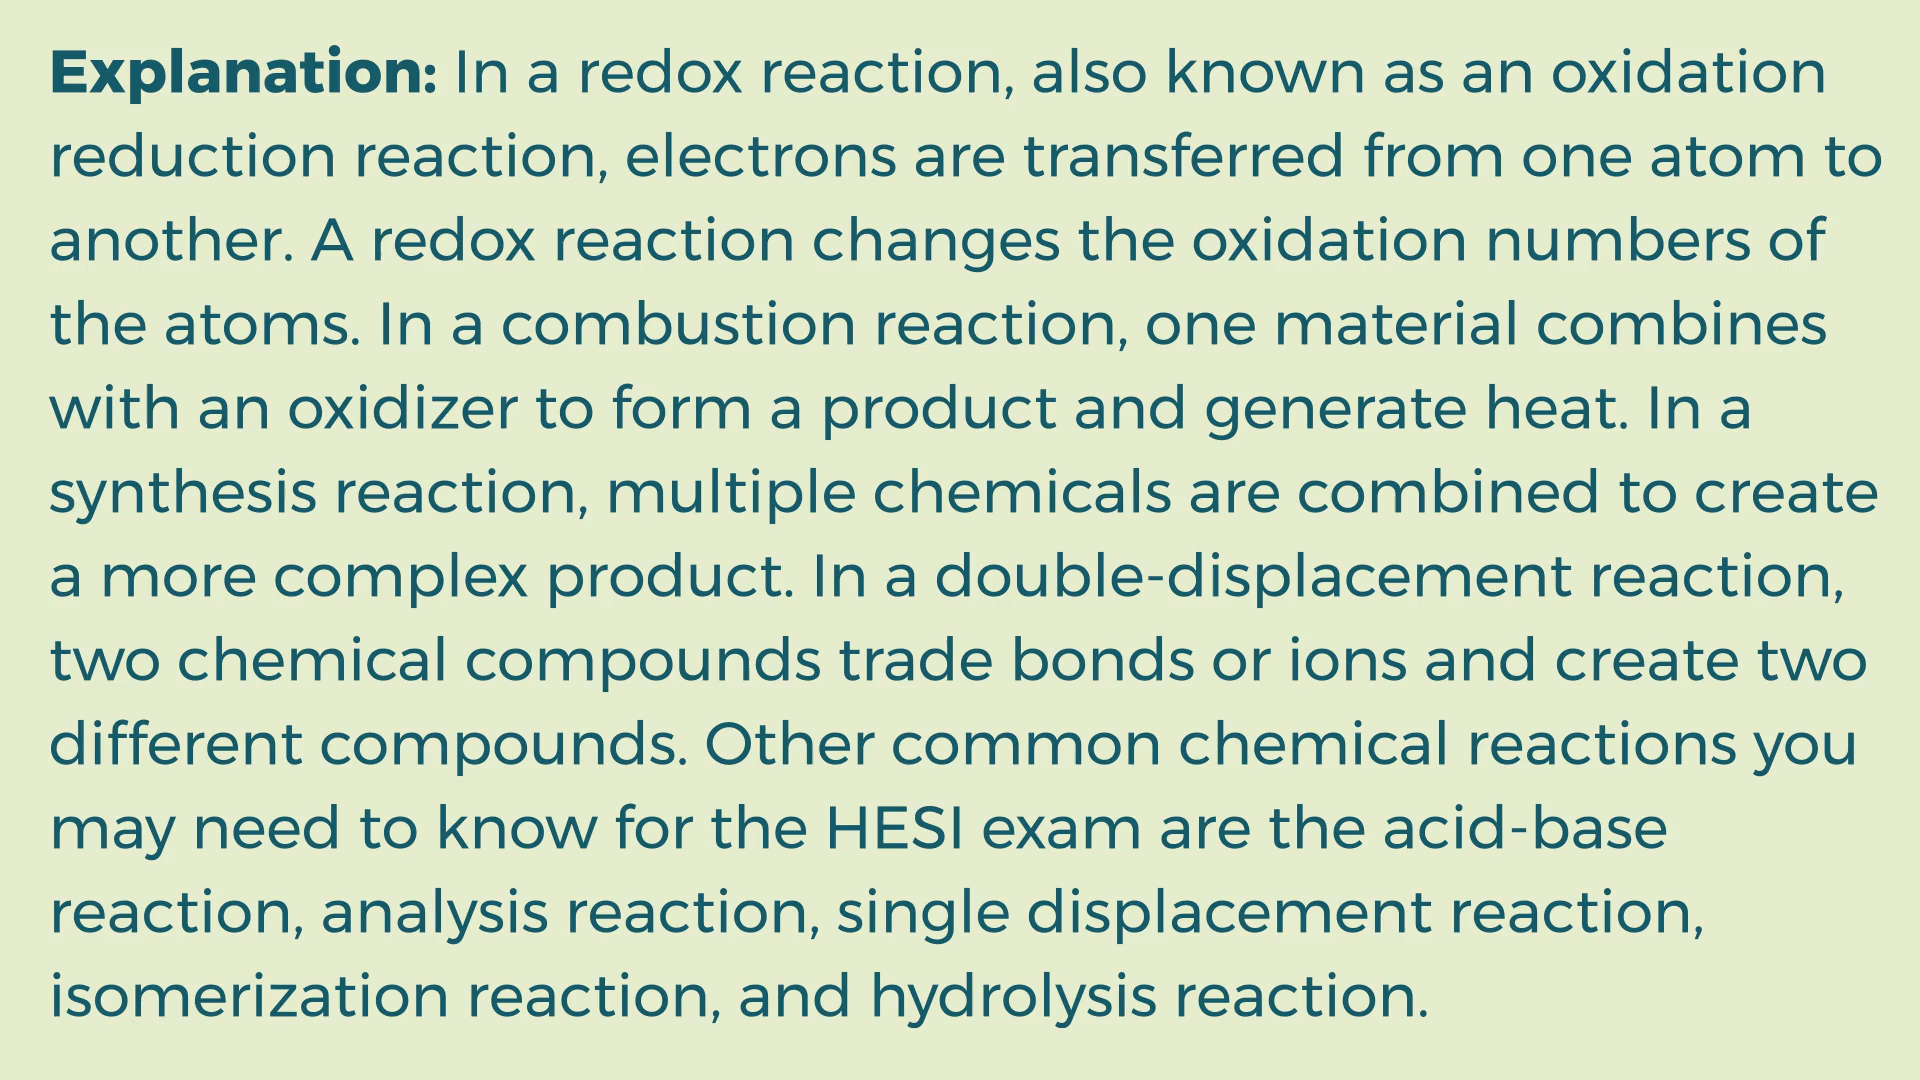 Explanation: In a redox reaction, also known as an oxidation
reduction reaction, electrons are transferred from one atom to
another. A redox reaction changes the oxidation numbers of
the atoms. In a combustion reaction, one material combines
with an oxidizer to form a product and generate heat. In a
synthesis reaction, multiple chemicals are combined to create
a more complex product. In a double-displacement reaction,
two chemical compounds trade bonds or ions and create two
different compounds. Other common chemical reactions you
may need to know for the HESI exam are the acid-base
reaction, analysis reaction, single displacement reaction,
isomerization reaction, and hydrolysis reaction.